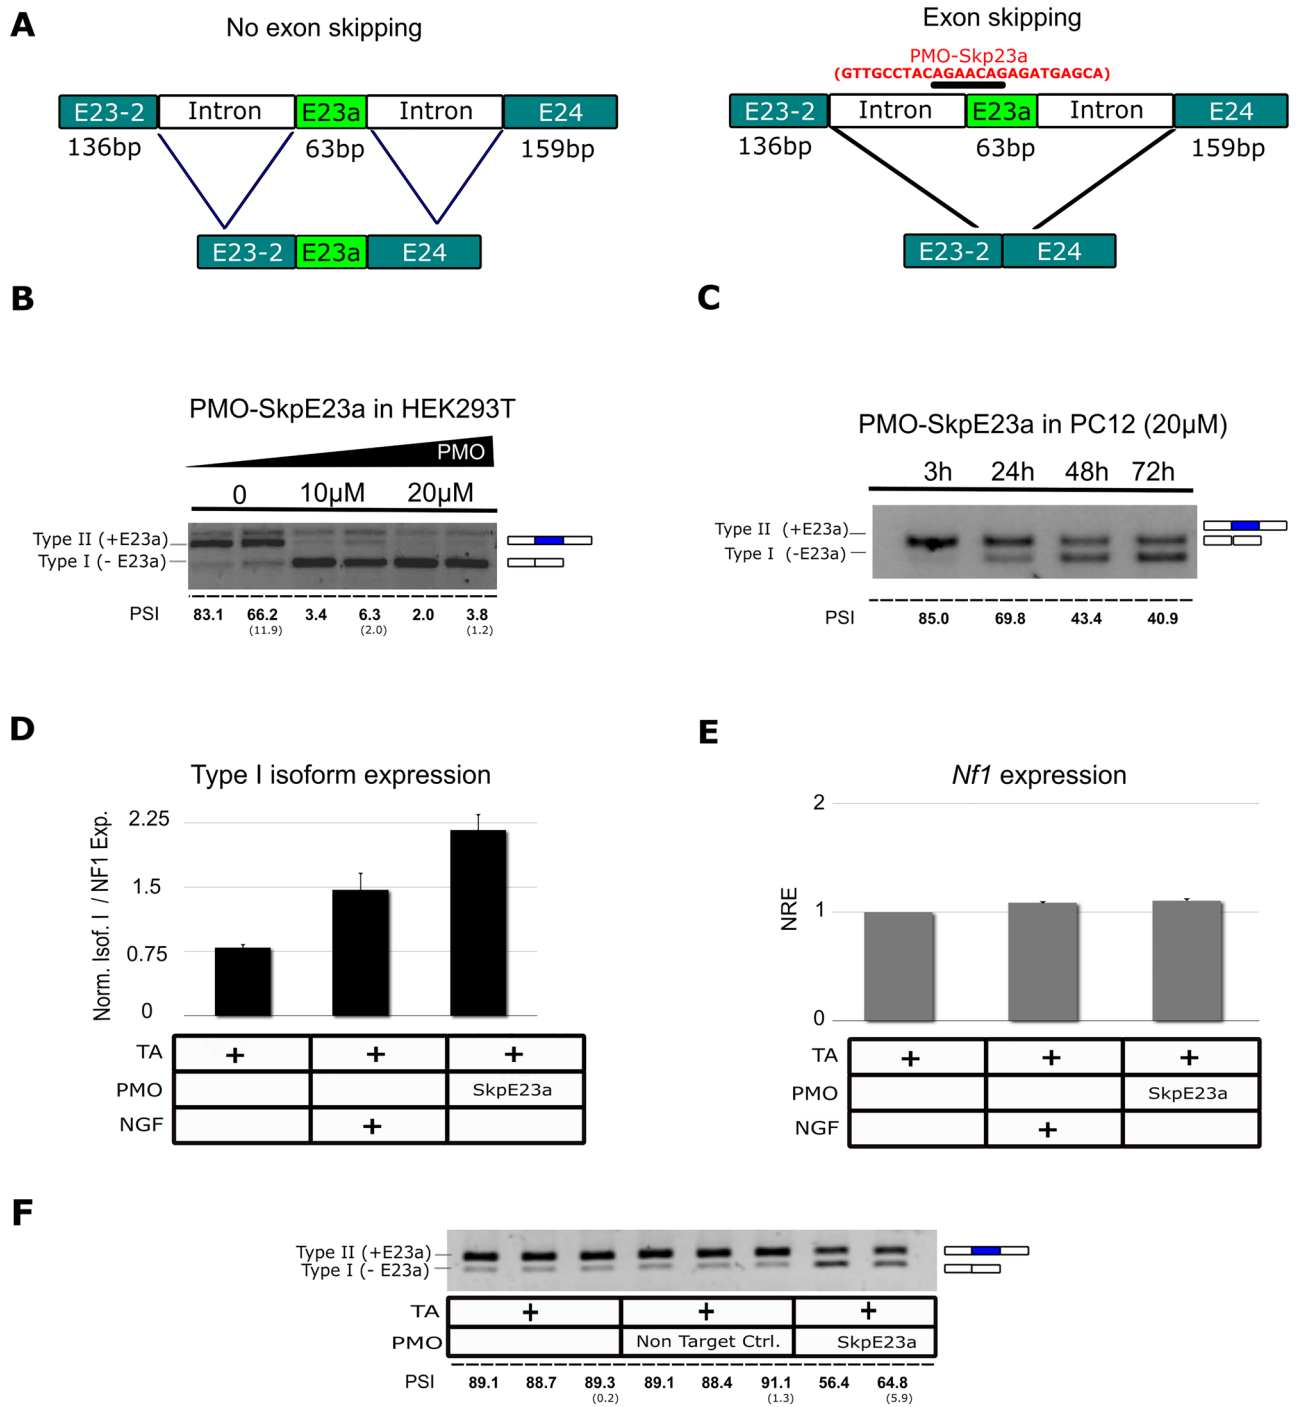 A
No exon skipping
Exon skipping
PMO-Skp23a
(GTTGCCTACAGAACAGAGATGAGCA)
E23-2 Intron E23a Intron E24
136bp 63bp 159bp
E23-2 E23a E24
E23-2 Intron E23a Intron E24
136bp 63bp 159bp
E23-2 E24
B
PMO-SkpE23a in HEK293T
PMO
0 10µM 20µM
Type II (+E23a)
Type I (- E23a)
PSI 83.1 66.2 3.4 6.3 2.0 3.8
(11.9) (2.0) (1.2)
C
PMO-SkpE23a in PC12 (20µM)
3h 24h 48h 72h
Type II (+E23a)
Type I (-E23a)
PSI 85.0 69.8 43.4 40.9
D
Type I isoform expression
Norm. Isof. I / NF1 Exp.
2.25
1.5
0.75
0
TA + + +
PMO SkpE23a
NGF +
E
Nf1 expression
NRE
2
1
0
TA + + +
PMO SkpE23a
NGF +
F
Type II (+E23a)
Type I (- E23a)
TA + + +
PMO Non Target Ctrl. SkpE23a
PSI 89.1 88.7 89.3 89.1 88.4 91.1 56.4 64.8
(0.2) (1.3) (5.9)